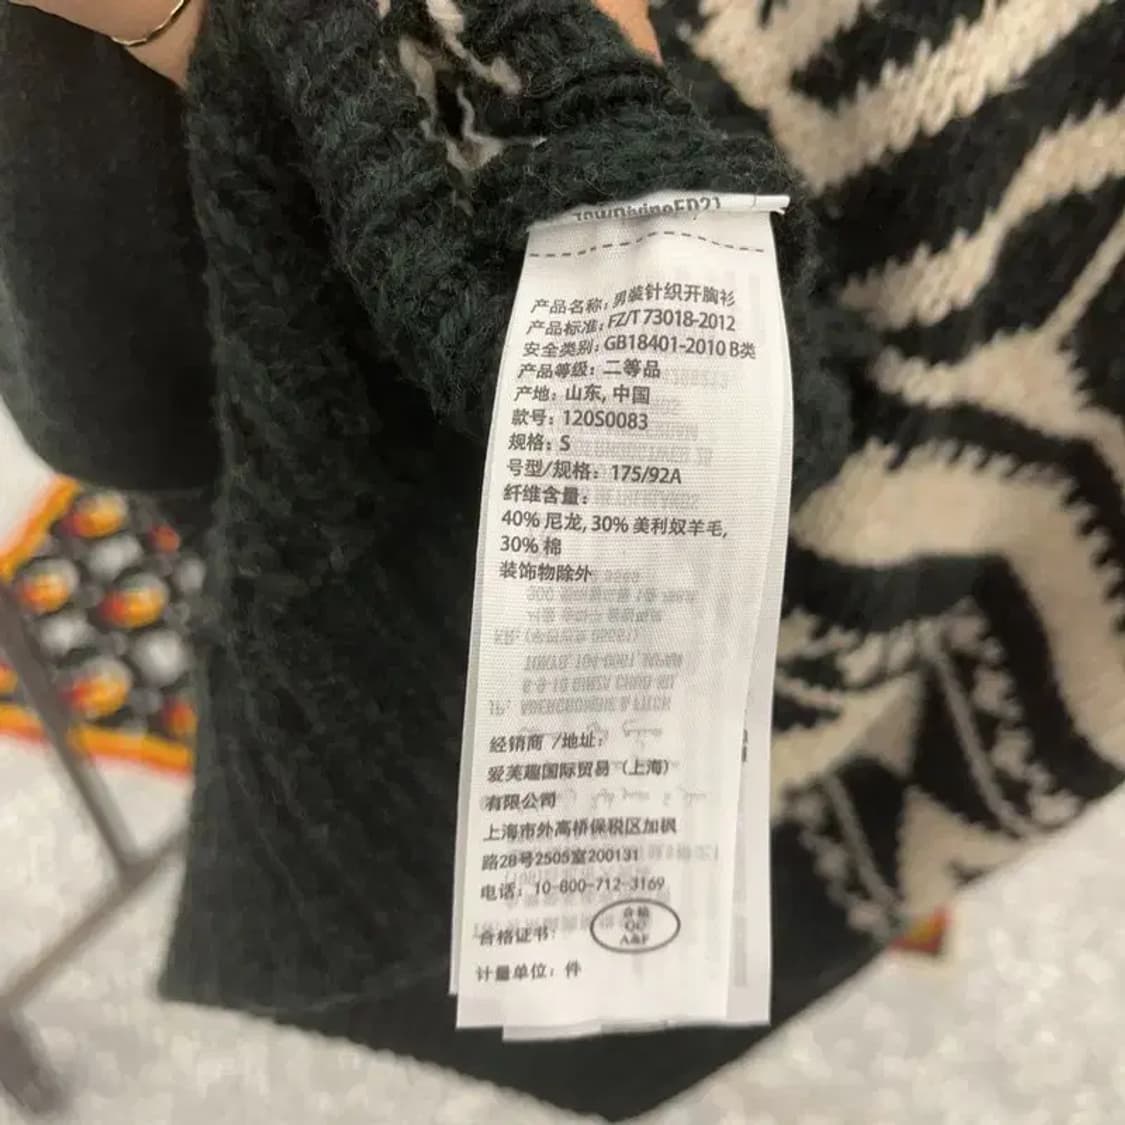 产品名称：男装针织开胸衫
产品标准：FZ/T 73018-2012
安全类别：GB18401-2010 B类
产品等级：二等品
产地：山东, 中国
款号：120S0083
规格：S
号型/规格：175/92A
纤维含量：
40% 尼龙, 30% 美利奴羊毛,
30% 棉
装饰物除外
经销商 /地址：
爱芙趣国际贸易（上海）
有限公司
上海市外高桥保税区加枫
路28号2505室200131
电话：10-800-712-3169
合格证书：
合格
QC
A&F
计量单位：件